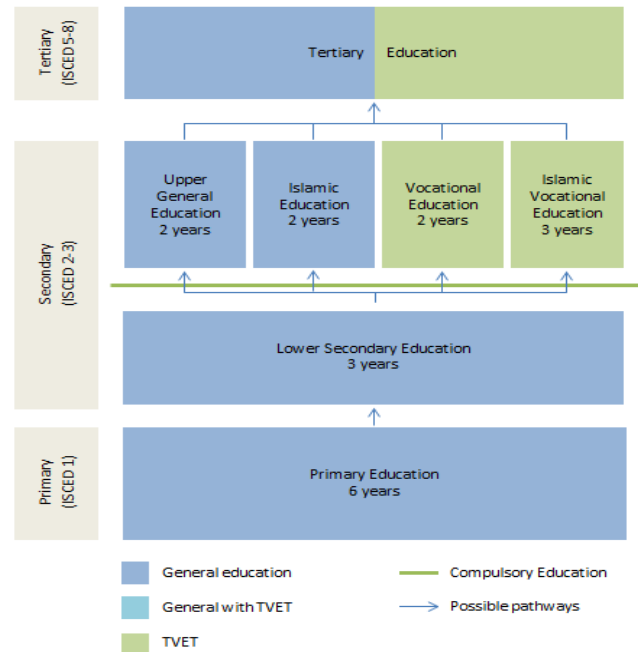 Tertiary
(ISCED 5-8)
Tertiary Education
Secondary
(ISCED 2-3)
Upper
General
Education
2 years
Islamic
Education
2 years
Vocational
Education
2 years
Islamic
Vocational
Education
3 years
Lower Secondary Education
3 years
Primary
(ISCED 1)
Primary Education
6 years
General education
Compulsory Education
General with TVET
Possible pathways
TVET